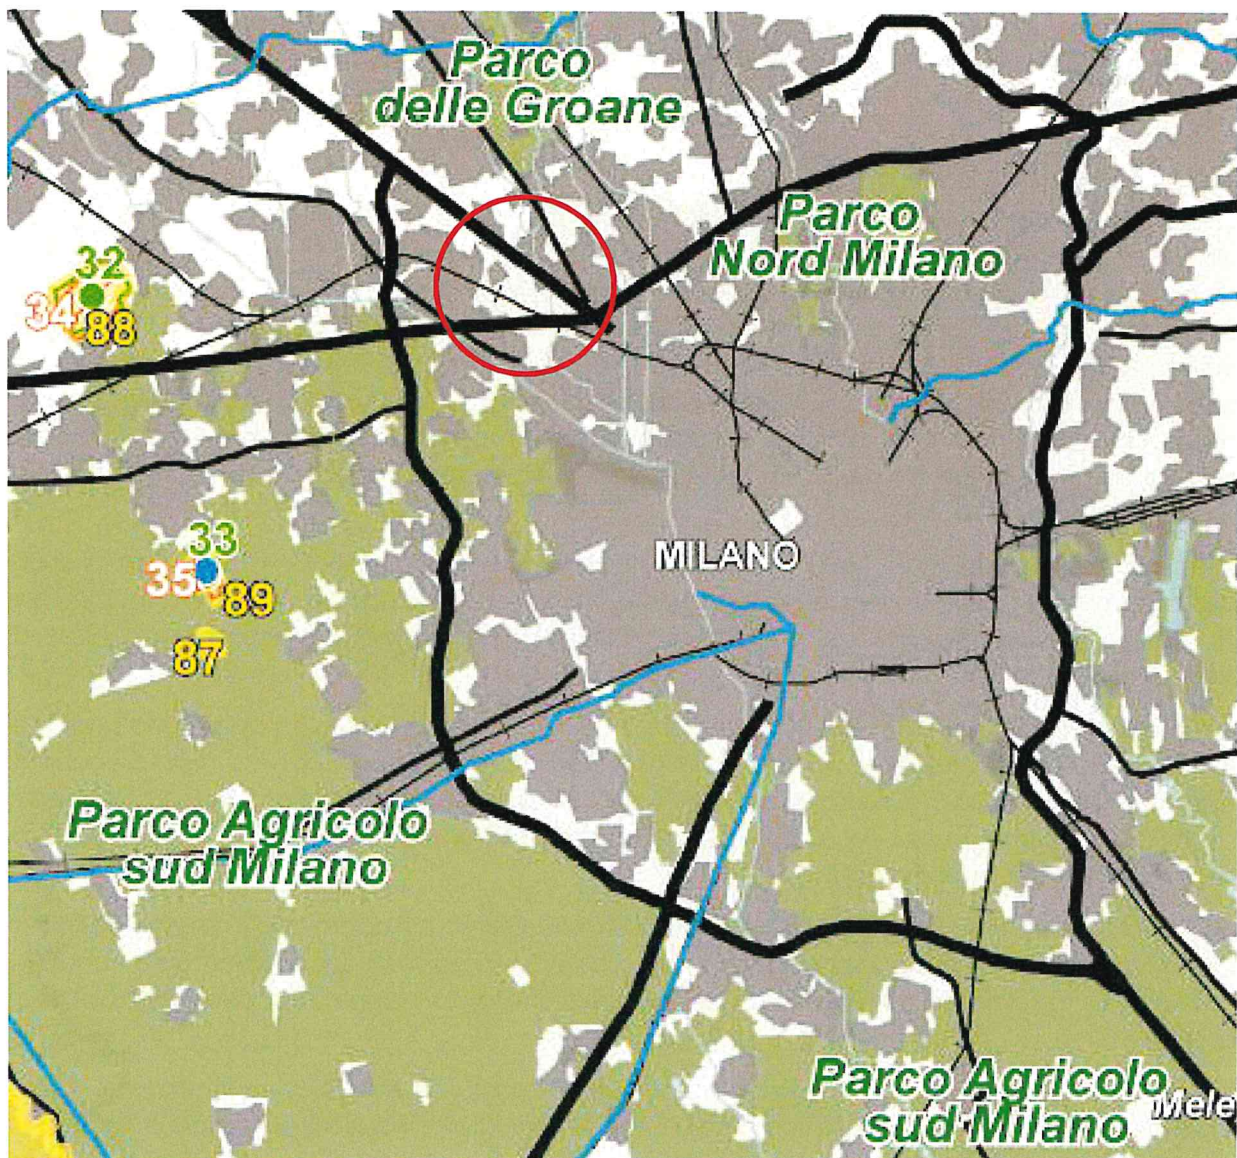 Parco
delle Groane
Parco
Nord Milano
32
34
88
33
35
89
87
MILANO
Parco Agricolo
sud Milano
Parco Agricolo
sud Milano
Mele